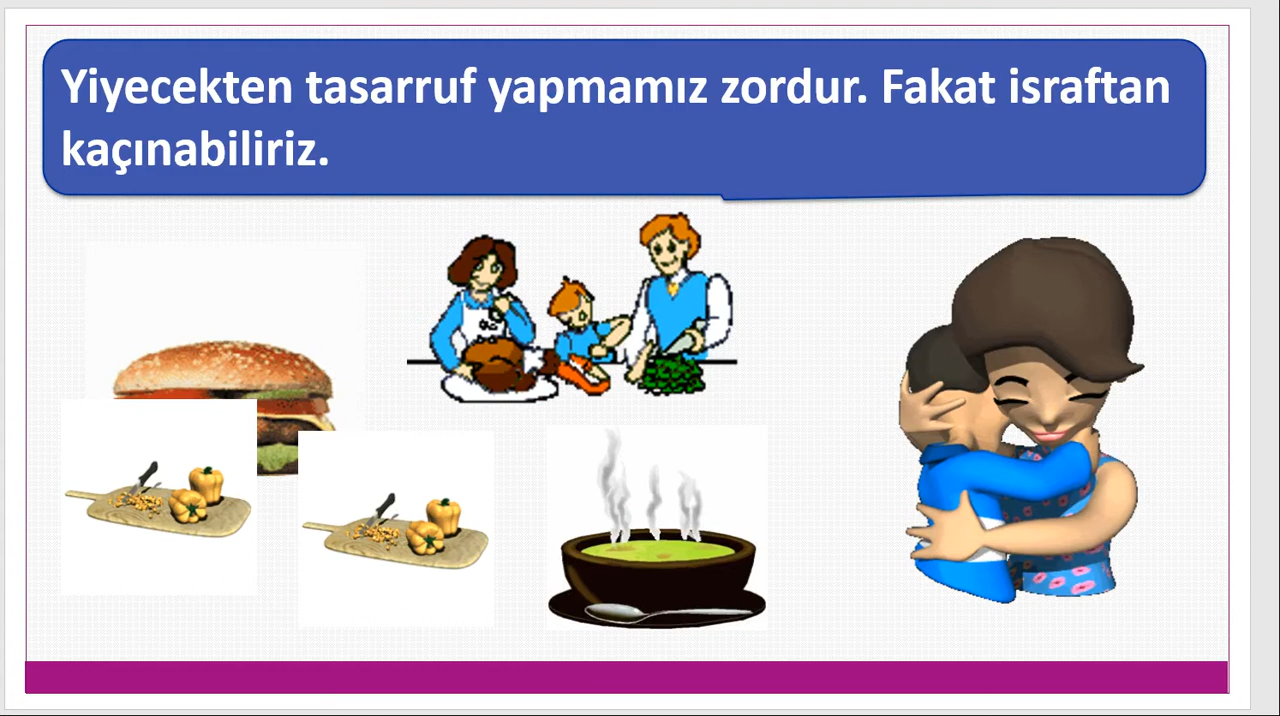 Yiyecekten tasarruf yapmamız zordur. Fakat israftan
kaçınabiliriz.